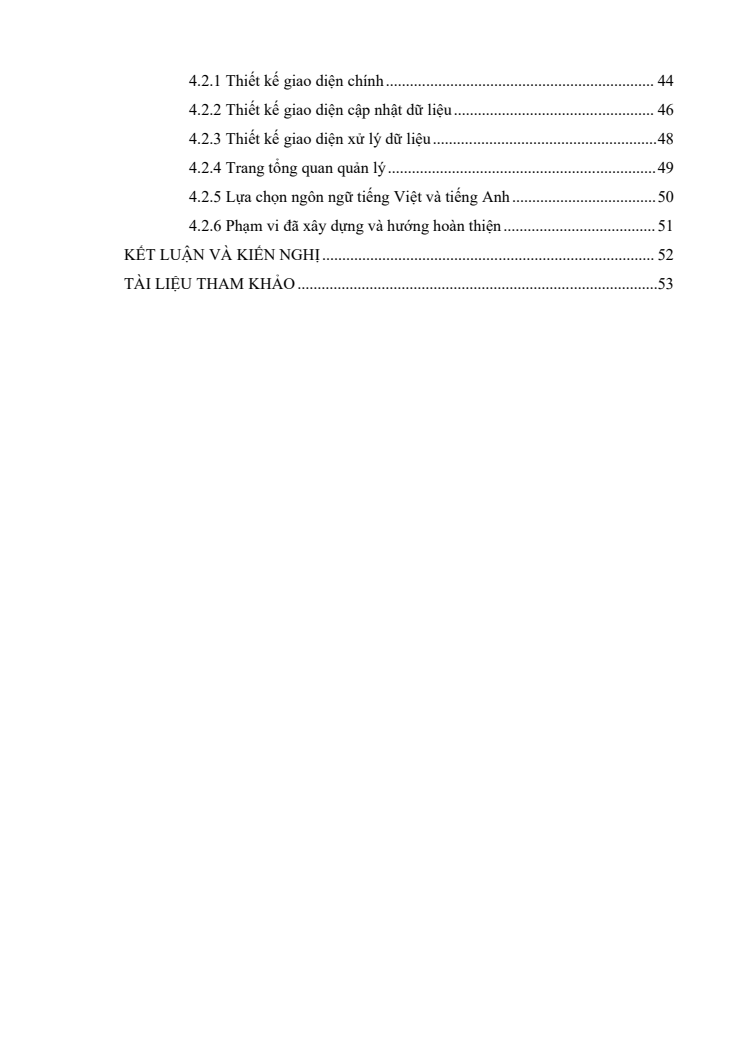 4.2.1 Thiết kế giao diện chính.................................................................. 44
4.2.2 Thiết kế giao diện cập nhật dữ liệu................................................. 46
4.2.3 Thiết kế giao diện xử lý dữ liệu.......................................................48
4.2.4 Trang tổng quan quản lý..................................................................49
4.2.5 Lựa chọn ngôn ngữ tiếng Việt và tiếng Anh...................................50
4.2.6 Phạm vi đã xây dựng và hướng hoàn thiện..................................... 51
KẾT LUẬN VÀ KIẾN NGHỊ................................................................................. 52
TÀI LIỆU THAM KHẢO........................................................................................53